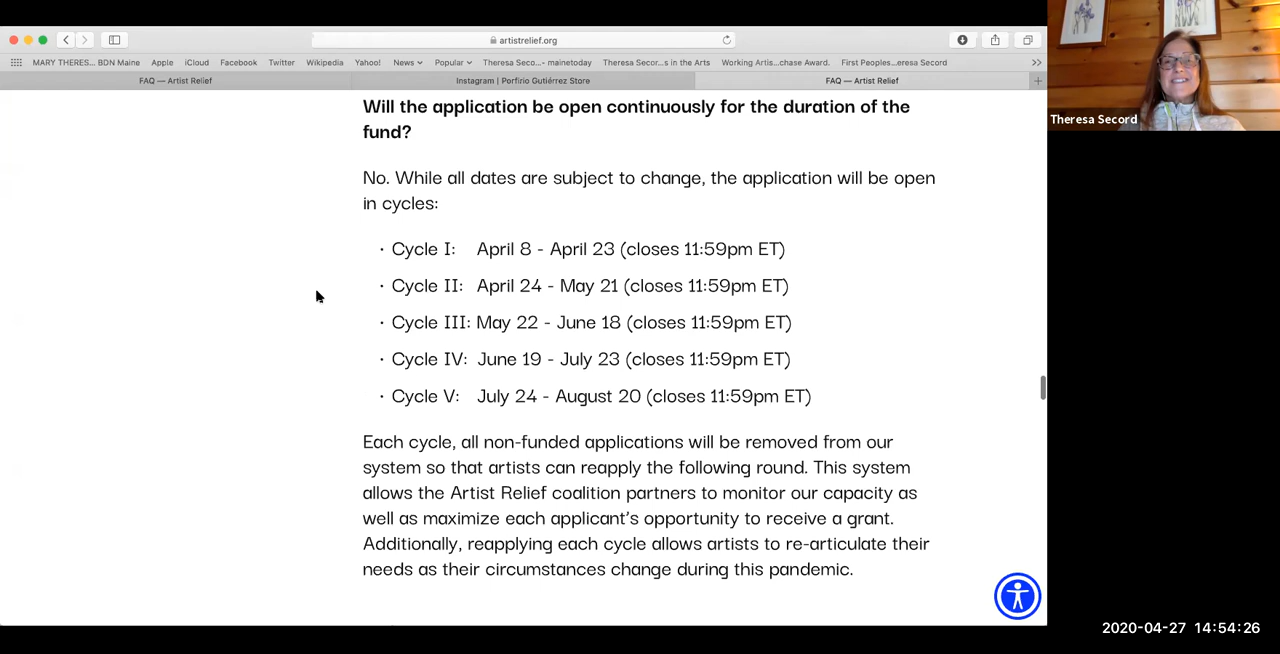 artistrelief.org
MARY THERES... BDN Maine Apple iCloud Facebook Twitter Wikipedia Yahoo! News Popular Theresa Seco...- mainetoday Theresa Secor...s in the Arts Working Artis...chase Award. First Peoples...eresa Secord >>
FAQ — Artist Relief Instagram | Porfirio Gutiérrez Store FAQ — Artist Relief +
Theresa Secord
Will the application be open continuously for the duration of the
fund?
No. While all dates are subject to change, the application will be open
in cycles:
· Cycle I: April 8 - April 23 (closes 11:59pm ET)
· Cycle II: April 24 - May 21 (closes 11:59pm ET)
· Cycle III: May 22 - June 18 (closes 11:59pm ET)
· Cycle IV: June 19 - July 23 (closes 11:59pm ET)
· Cycle V: July 24 - August 20 (closes 11:59pm ET)
Each cycle, all non-funded applications will be removed from our
system so that artists can reapply the following round. This system
allows the Artist Relief coalition partners to monitor our capacity as
well as maximize each applicant's opportunity to receive a grant.
Additionally, reapplying each cycle allows artists to re-articulate their
needs as their circumstances change during this pandemic.
2020-04-27 14:54:26